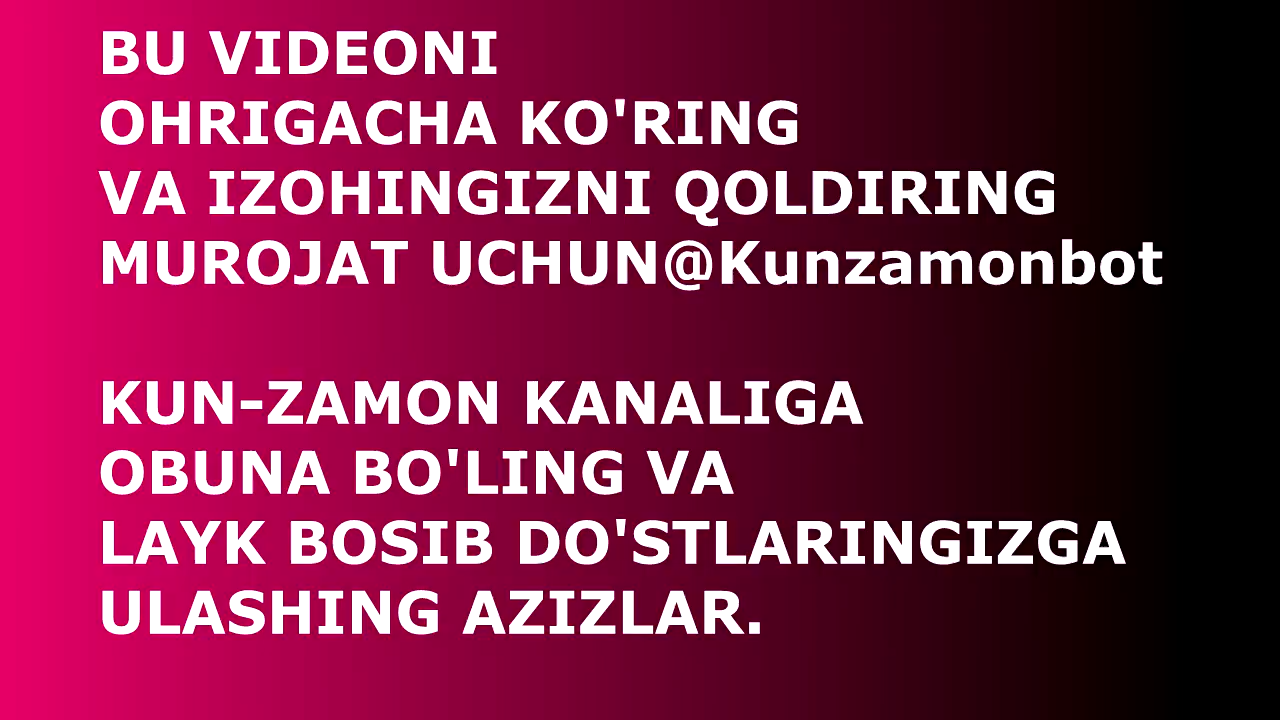 BU VIDEONI
OHRIGACHA KO'RING
VA IZOHINGIZNI QOLDIRING
MUROJAT UCHUN@Kunzamonbot
KUN-ZAMON KANALIGA
OBUNA BO'LING VA
LAYK BOSIB DO'STLARINGIZGA
ULASHING AZIZLAR.